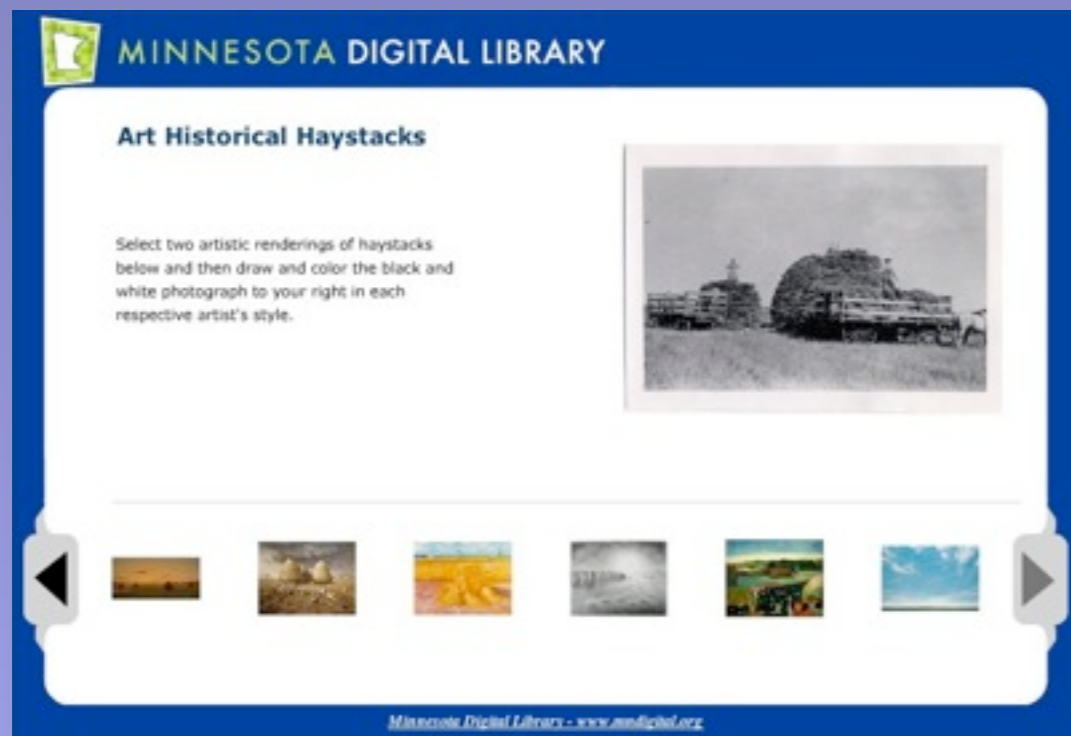 MINNESOTA DIGITAL LIBRARY
Art Historical Haystacks
Select two artistic renderings of haystacks
below and then draw and color the black and
white photograph to your right in each
respective artist's style.
Minnesota Digital Library - www.mndigital.org